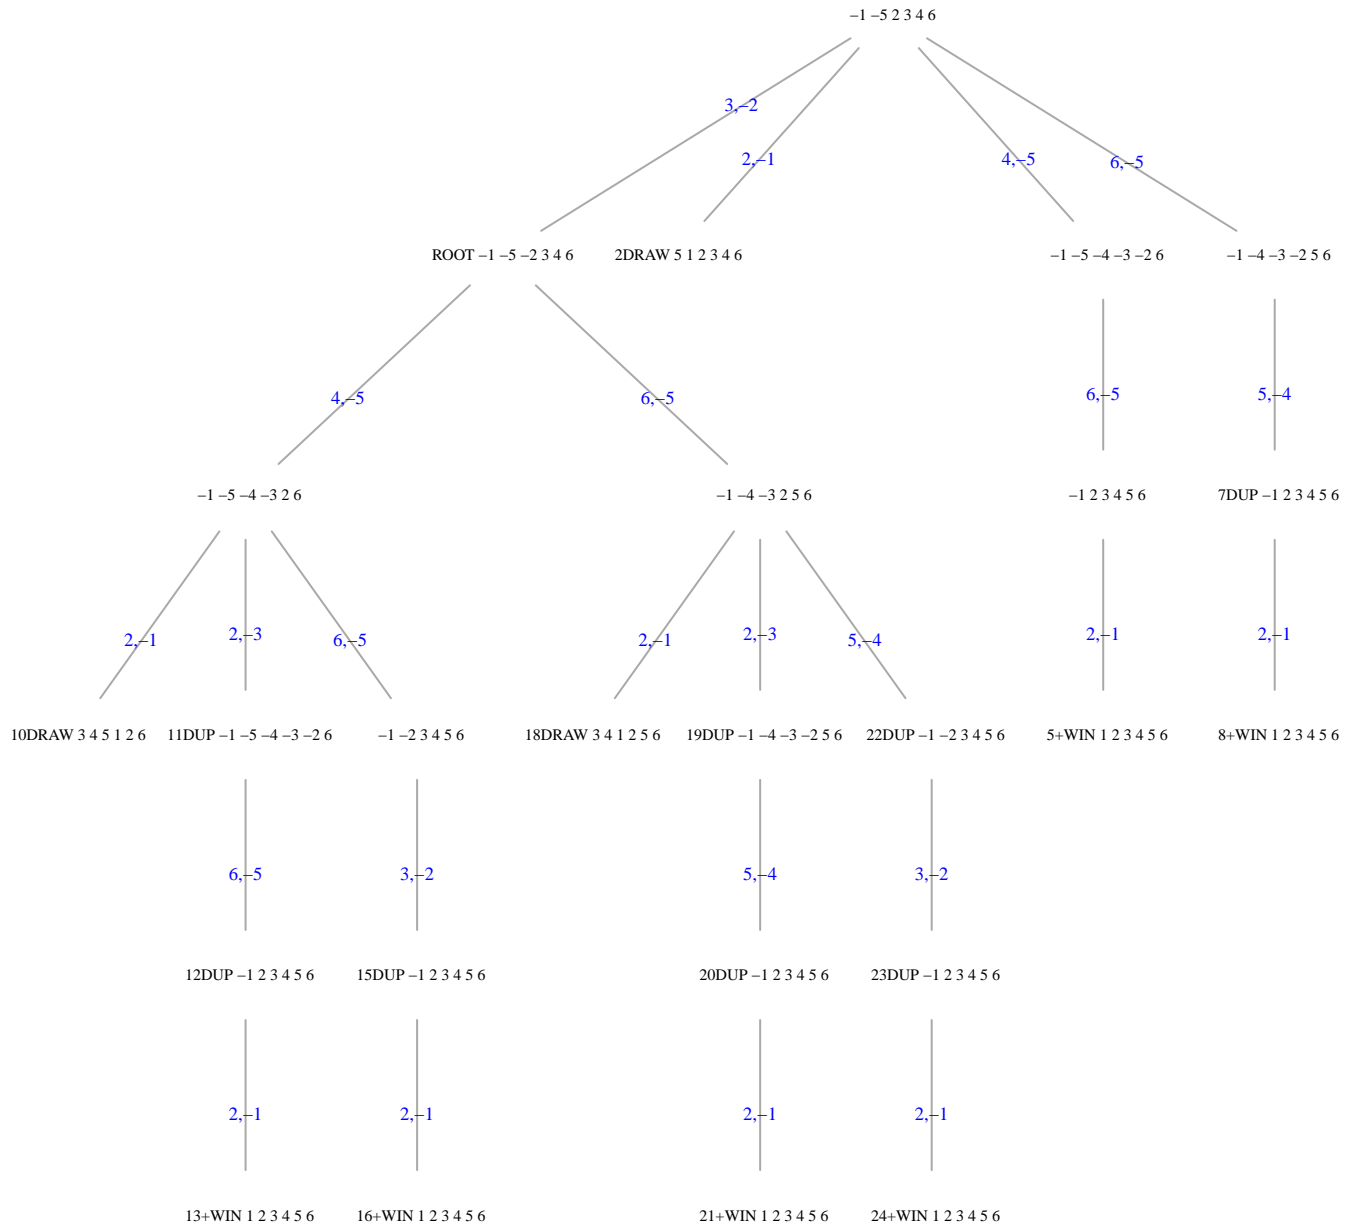 −1 −5 2 3 4 6
3,−2
2,−1
4,−5
6,−5
ROOT −1 −5 −2 3 4 6
2DRAW 5 1 2 3 4 6
−1 −5 −4 −3 −2 6
−1 −4 −3 −2 5 6
4,−5
6,−5
6,−5
5,−4
−1 −5 −4 −3 2 6
−1 −4 −3 2 5 6
−1 2 3 4 5 6
7DUP −1 2 3 4 5 6
2,−1
2,−3
6,−5
2,−1
2,−3
5,−4
2,−1
2,−1
10DRAW 3 4 5 1 2 6
11DUP −1 −5 −4 −3 −2 6
−1 −2 3 4 5 6
18DRAW 3 4 1 2 5 6
19DUP −1 −4 −3 −2 5 6
22DUP −1 −2 3 4 5 6
5+WIN 1 2 3 4 5 6
8+WIN 1 2 3 4 5 6
6,−5
3,−2
5,−4
3,−2
12DUP −1 2 3 4 5 6
15DUP −1 2 3 4 5 6
20DUP −1 2 3 4 5 6
23DUP −1 2 3 4 5 6
2,−1
2,−1
2,−1
2,−1
13+WIN 1 2 3 4 5 6
16+WIN 1 2 3 4 5 6
21+WIN 1 2 3 4 5 6
24+WIN 1 2 3 4 5 6